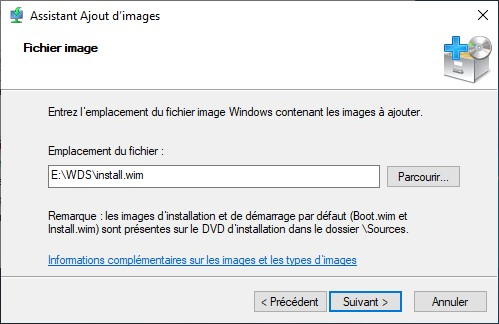 Assistant Ajout d'images
Fichier image
Entrez l'emplacement du fichier image Windows contenant les images à ajouter.
Emplacement du fichier :
E:\WDS\install.wim
Parcourir...
Remarque : les images d'installation et de démarrage par défaut (Boot.wim et
Install.wim) sont présentes sur le DVD d'installation dans le dossier \Sources.
Informations complémentaires sur les images et les types d'images
< Précédent
Suivant >
Annuler